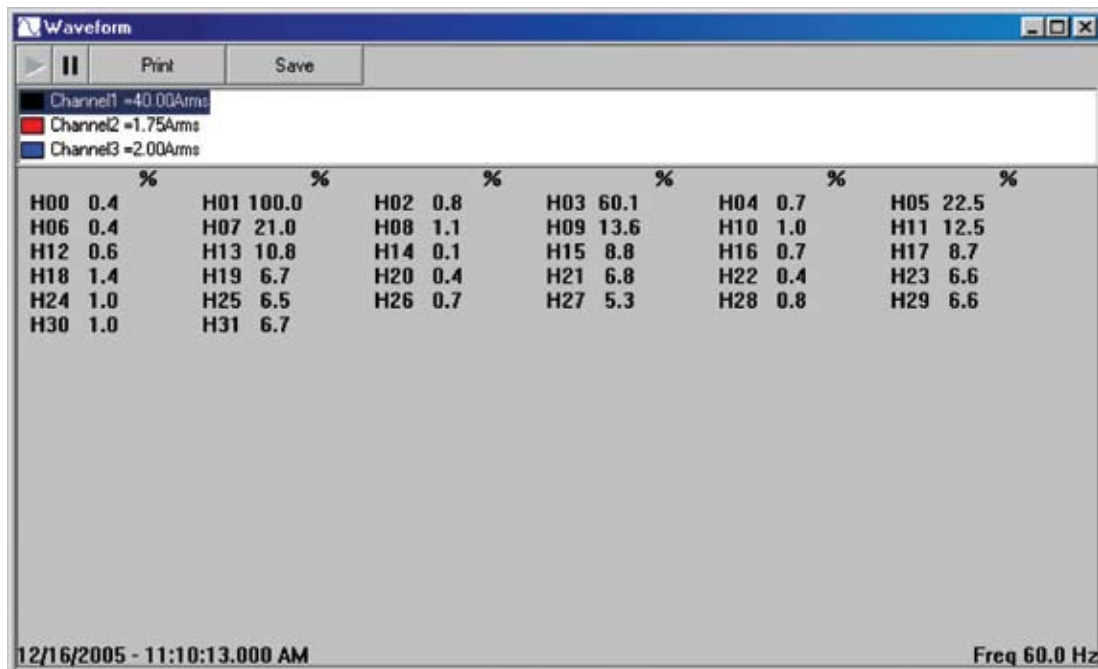 Waveform
Print Save
Channel1 =40.00Arms
Channel2 =1.75Arms
Channel3 =2.00Arms
% % % % % %
H00 0.4 H01 100.0 H02 0.8 H03 60.1 H04 0.7 H05 22.5
H06 0.4 H07 21.0 H08 1.1 H09 13.6 H10 1.0 H11 12.5
H12 0.6 H13 10.8 H14 0.1 H15 8.8 H16 0.7 H17 8.7
H18 1.4 H19 6.7 H20 0.4 H21 6.8 H22 0.4 H23 6.6
H24 1.0 H25 6.5 H26 0.7 H27 5.3 H28 0.8 H29 6.6
H30 1.0 H31 6.7
12/16/2005 - 11:10:13.000 AM Freq 60.0 Hz